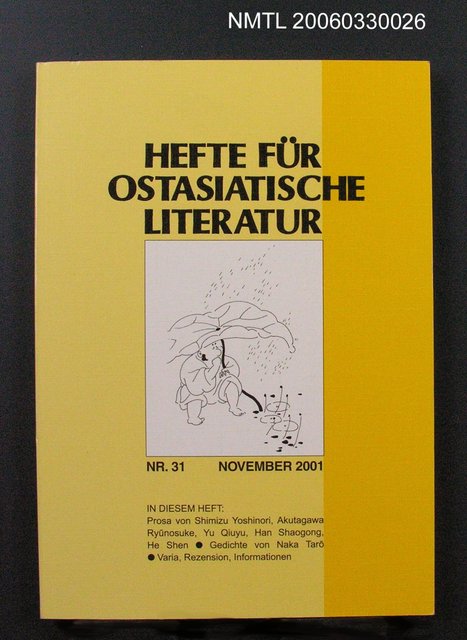 NMTL 20060330026
HEFTE FÜR
OSTASIATISCHE
LITERATUR
NR. 31 NOVEMBER 2001
IN DIESEM HEFT:
Prosa von Shimizu Yoshinori, Akutagawa
Ryūnosuke, Yu Qiuyu, Han Shaogong,
He Shen ● Gedichte von Naka Tarō
● Varia, Rezension, Informationen